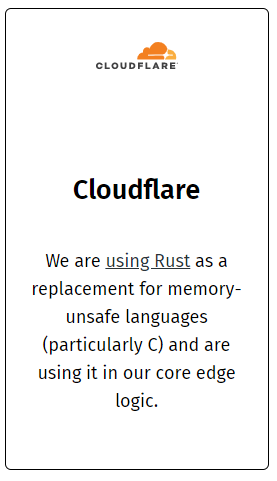 CLOUDFLARE
Cloudflare
We are using Rust as a
replacement for memory-
unsafe languages
(particularly C) and are
using it in our core edge
logic.